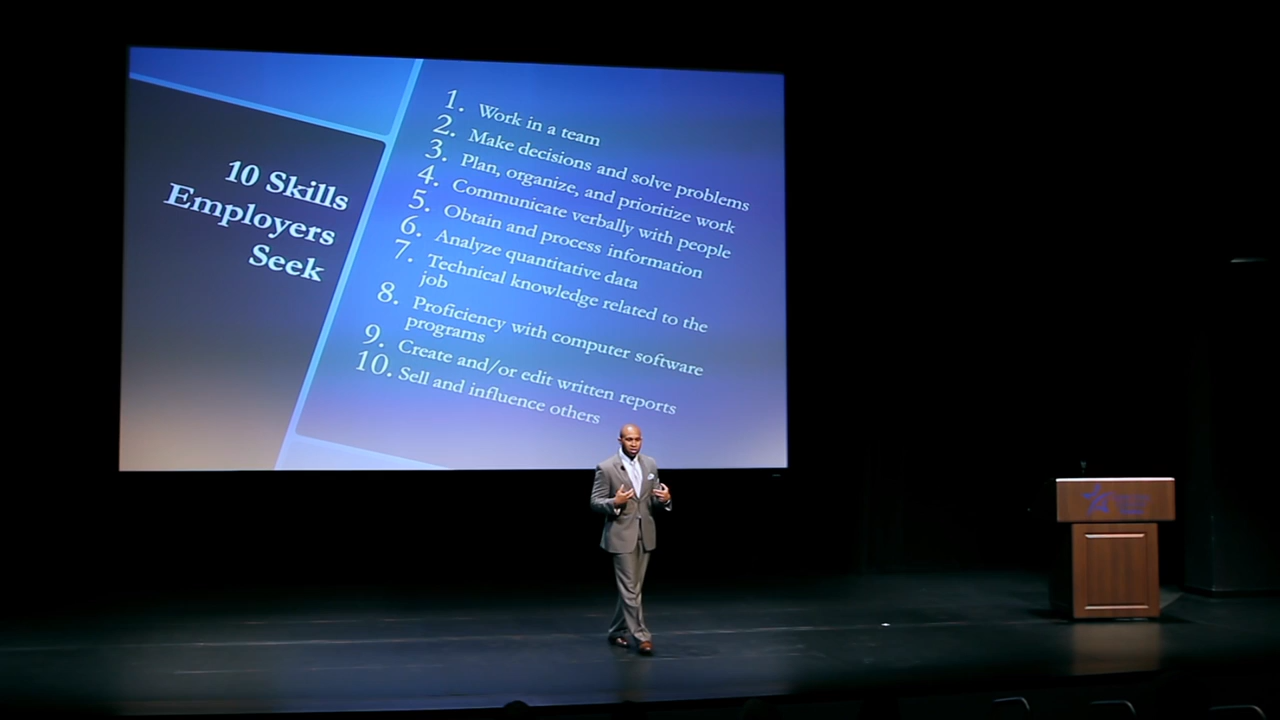 10 Skills
Employers
Seek
1. Work in a team
2. Make decisions and solve problems
3. Plan, organize, and prioritize work
4. Communicate verbally with people
5. Obtain and process information
6. Analyze quantitative data
7. Technical knowledge related to the
job
8. Proficiency with computer software
programs
9. Create and/or edit written reports
10. Sell and influence others